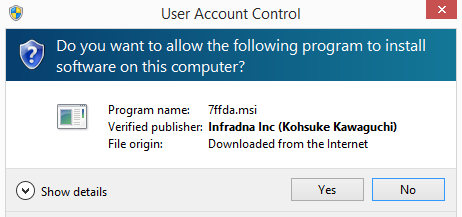 User Account Control
Do you want to allow the following program to install
software on this computer?
Program name: 7ffda.msi
Verified publisher: Infradna Inc (Kohsuke Kawaguchi)
File origin: Downloaded from the Internet
Show details
Yes
No